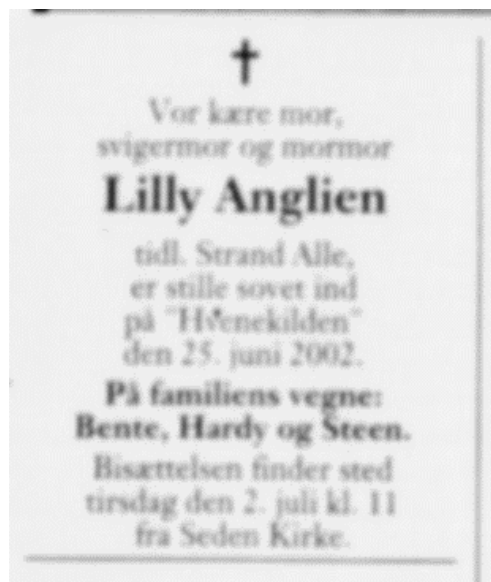 Vor kære mor,
svigermor og mormor
Lilly Anglien
tidl. Strand Alle,
er stille sovet ind
på "Hvenekilden"
den 25. juni 2002.
På familiens vegne:
Bente, Hardy og Steen.
Bisættelsen finder sted
tirsdag den 2. juli kl. 11
fra Seden Kirke.